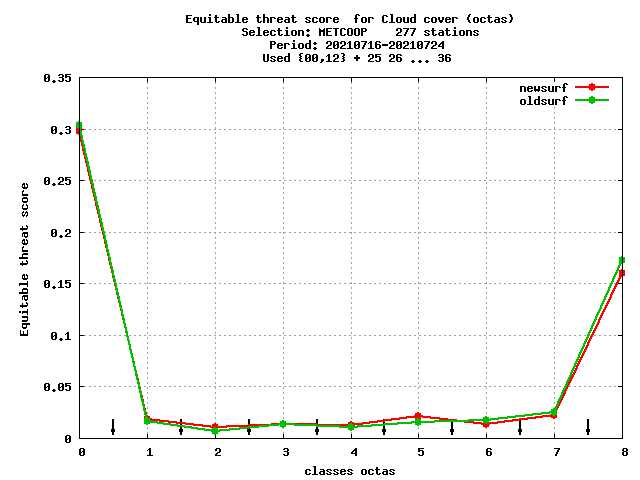 Equitable threat score  for Cloud cover (octas)
Selection: METCOOP    277 stations
Period: 20210716-20210724
Used {00,12} + 25 26 ... 36
newsurf
oldsurf
Equitable threat score
0.35
0.3
0.25
0.2
0.15
0.1
0.05
0
0 1 2 3 4 5 6 7 8
classes octas